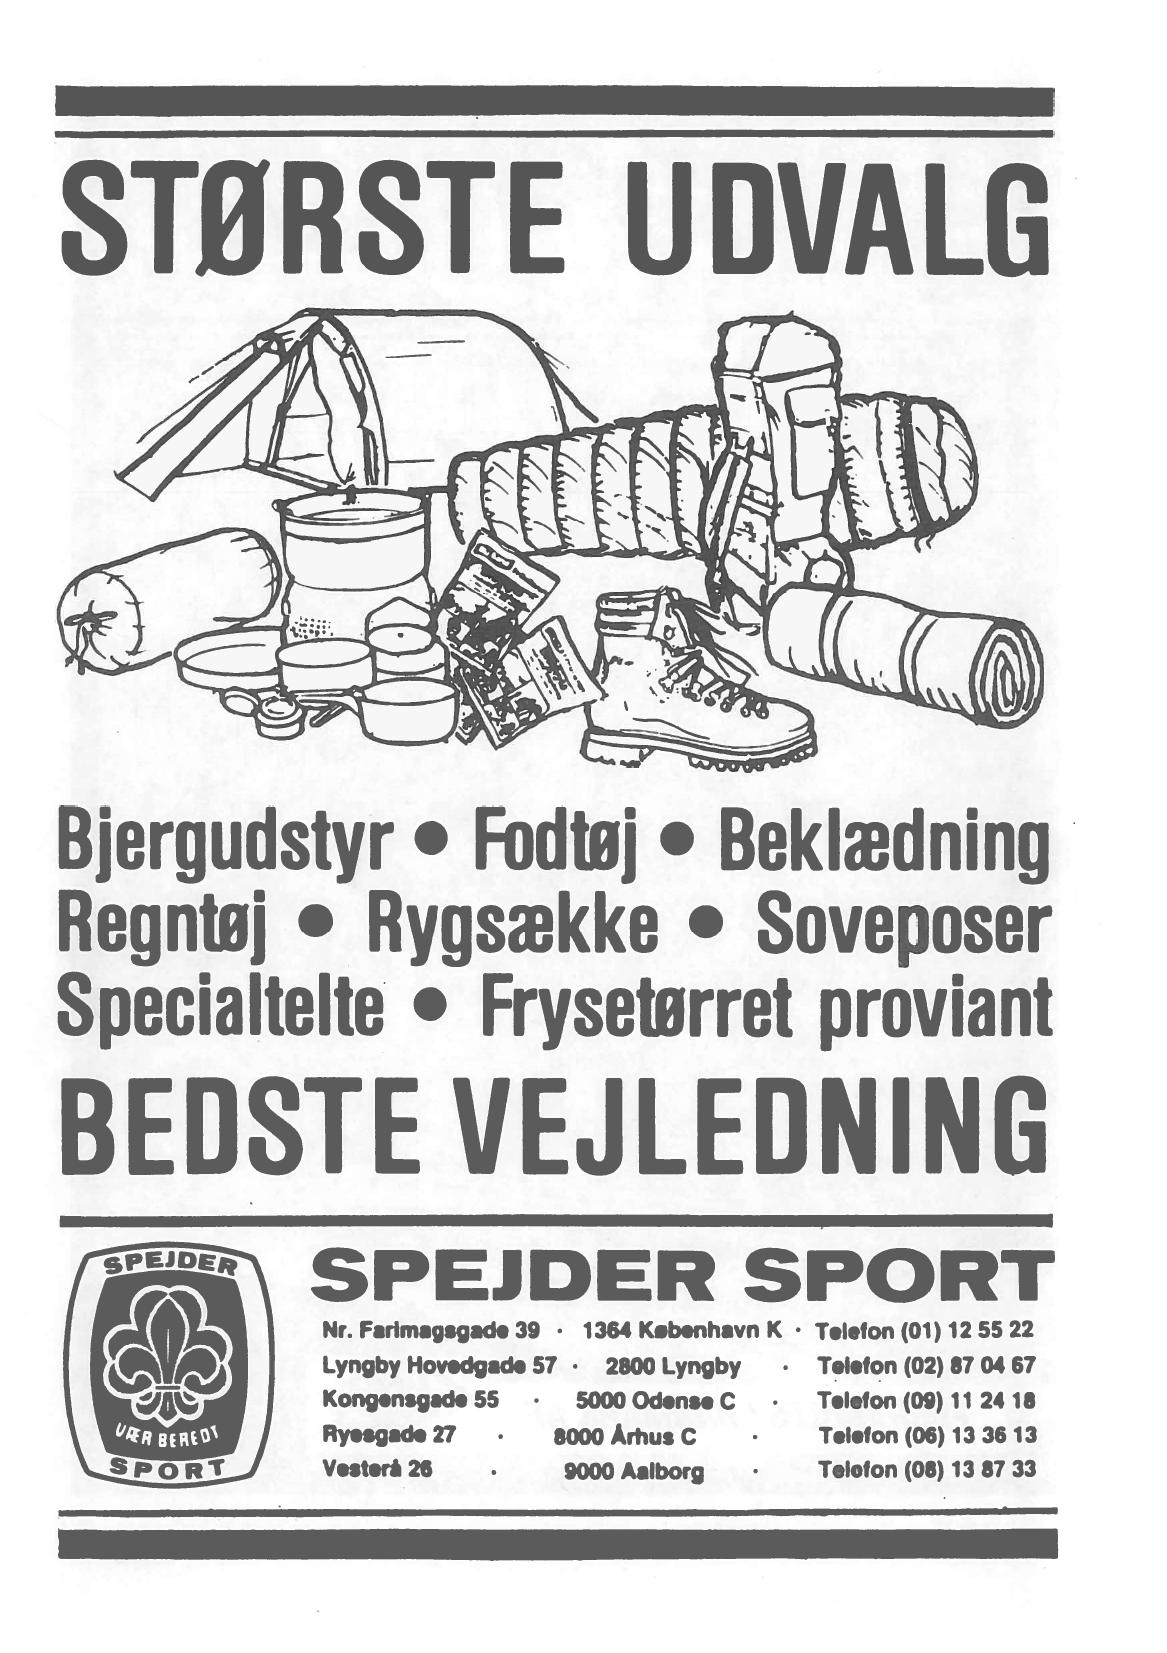 STØRSTE UDVALG
Bjergudstyr • Fodtøj • Beklædning
Regntøj • Rygsække • Soveposer
Specialtelte • Frysetørret proviant
BEDSTE VEJLEDNING
SPEJDER
VÆR BEREDT
SPORT
SPEJDER SPORT
Nr. Farimagsgade 39 · 1364 København K · Telefon (01) 12 55 22
Lyngby Hovedgade 57 · 2800 Lyngby · Telefon (02) 87 04 67
Kongensgade 55 · 5000 Odense C · Telefon (09) 11 24 18
Ryesgade 27 · 8000 Århus C · Telefon (06) 13 36 13
Vesterå 26 · 9000 Aalborg · Telefon (08) 13 87 33